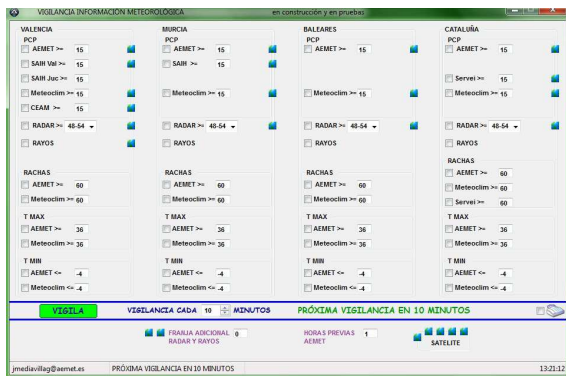 VIGILANCIA INFORMACIÓN METEOROLÓGICA en construcción y en pruebas
VALENCIA
PCP
AEMET >= 15
SAIH Val >= 15
SAIH Juc >= 15
Meteoclim >= 15
CEAM >= 15
RADAR >= 48-54
RAYOS
RACHAS
AEMET >= 60
Meteoclim >= 60
T MAX
AEMET >= 36
Meteoclim >= 36
T MIN
AEMET <= -4
Meteoclim <= -4
MURCIA
PCP
AEMET >= 15
SAIH >= 15
Meteoclim >= 15
RADAR >= 48-54
RAYOS
RACHAS
AEMET >= 60
Meteoclim >= 60
T MAX
AEMET >= 36
Meteoclim >= 36
T MIN
AEMET <= -4
Meteoclim <= -4
BALEARES
PCP
AEMET >= 15
Meteoclim >= 15
RADAR >= 48-54
RAYOS
RACHAS
AEMET >= 60
Meteoclim >= 60
T MAX
AEMET >= 36
Meteoclim >= 36
T MIN
AEMET <= -4
Meteoclim <= -4
CATALUÑA
PCP
AEMET >= 15
Servei >= 15
Meteoclim >= 15
RADAR >= 48-54
RAYOS
RACHAS
AEMET >= 60
Meteoclim >= 60
Servei >= 60
T MAX
AEMET >= 36
Meteoclim >= 36
T MIN
AEMET <= -4
Meteoclim <= -4
VIGILA VIGILANCIA CADA 10 MINUTOS PRÓXIMA VIGILANCIA EN 10 MINUTOS
FRANJA ADICIONAL 0
RADAR Y RAYOS
HORAS PREVIAS 1
AEMET
SATELITE
jmediavillag@aemet.es PRÓXIMA VIGILANCIA EN 10 MINUTOS 13:21:12